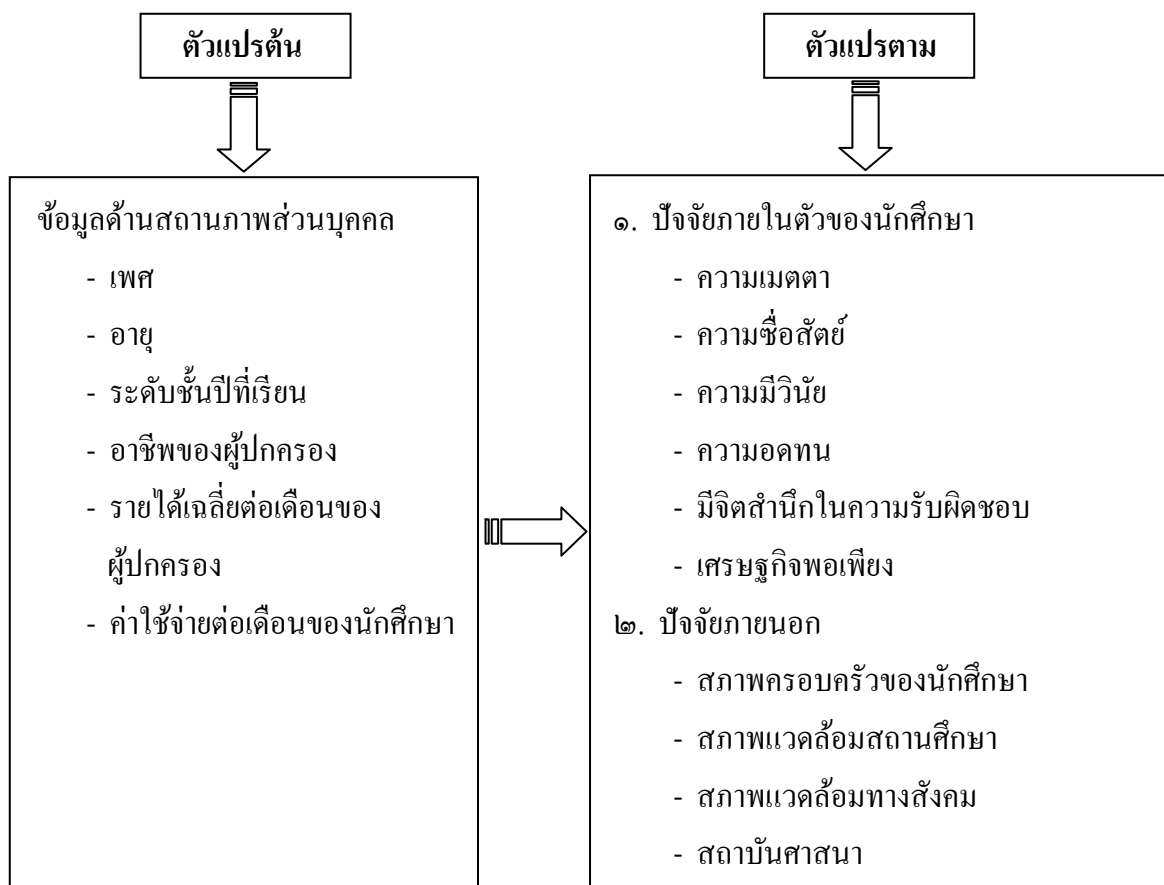 ตัวแปรต้น
ข้อมูลด้านสถานภาพส่วนบุคคล
- เพศ
- อายุ
- ระดับชั้นปีที่เรียน
- อาชีพของผู้ปกครอง
- รายได้เฉลี่ยต่อเดือนของ
ผู้ปกครอง
- ค่าใช้จ่ายต่อเดือนของนักศึกษา
ตัวแปรตาม
๑. ปัจจัยภายในตัวของนักศึกษา
- ความเมตตา
- ความซื่อสัตย์
- ความมีวินัย
- ความอดทน
- มีจิตสำนึกในความรับผิดชอบ
- เศรษฐกิจพอเพียง
๒. ปัจจัยภายนอก
- สภาพครอบครัวของนักศึกษา
- สภาพแวดล้อมสถานศึกษา
- สภาพแวดล้อมทางสังคม
- สถาบันศาสนา